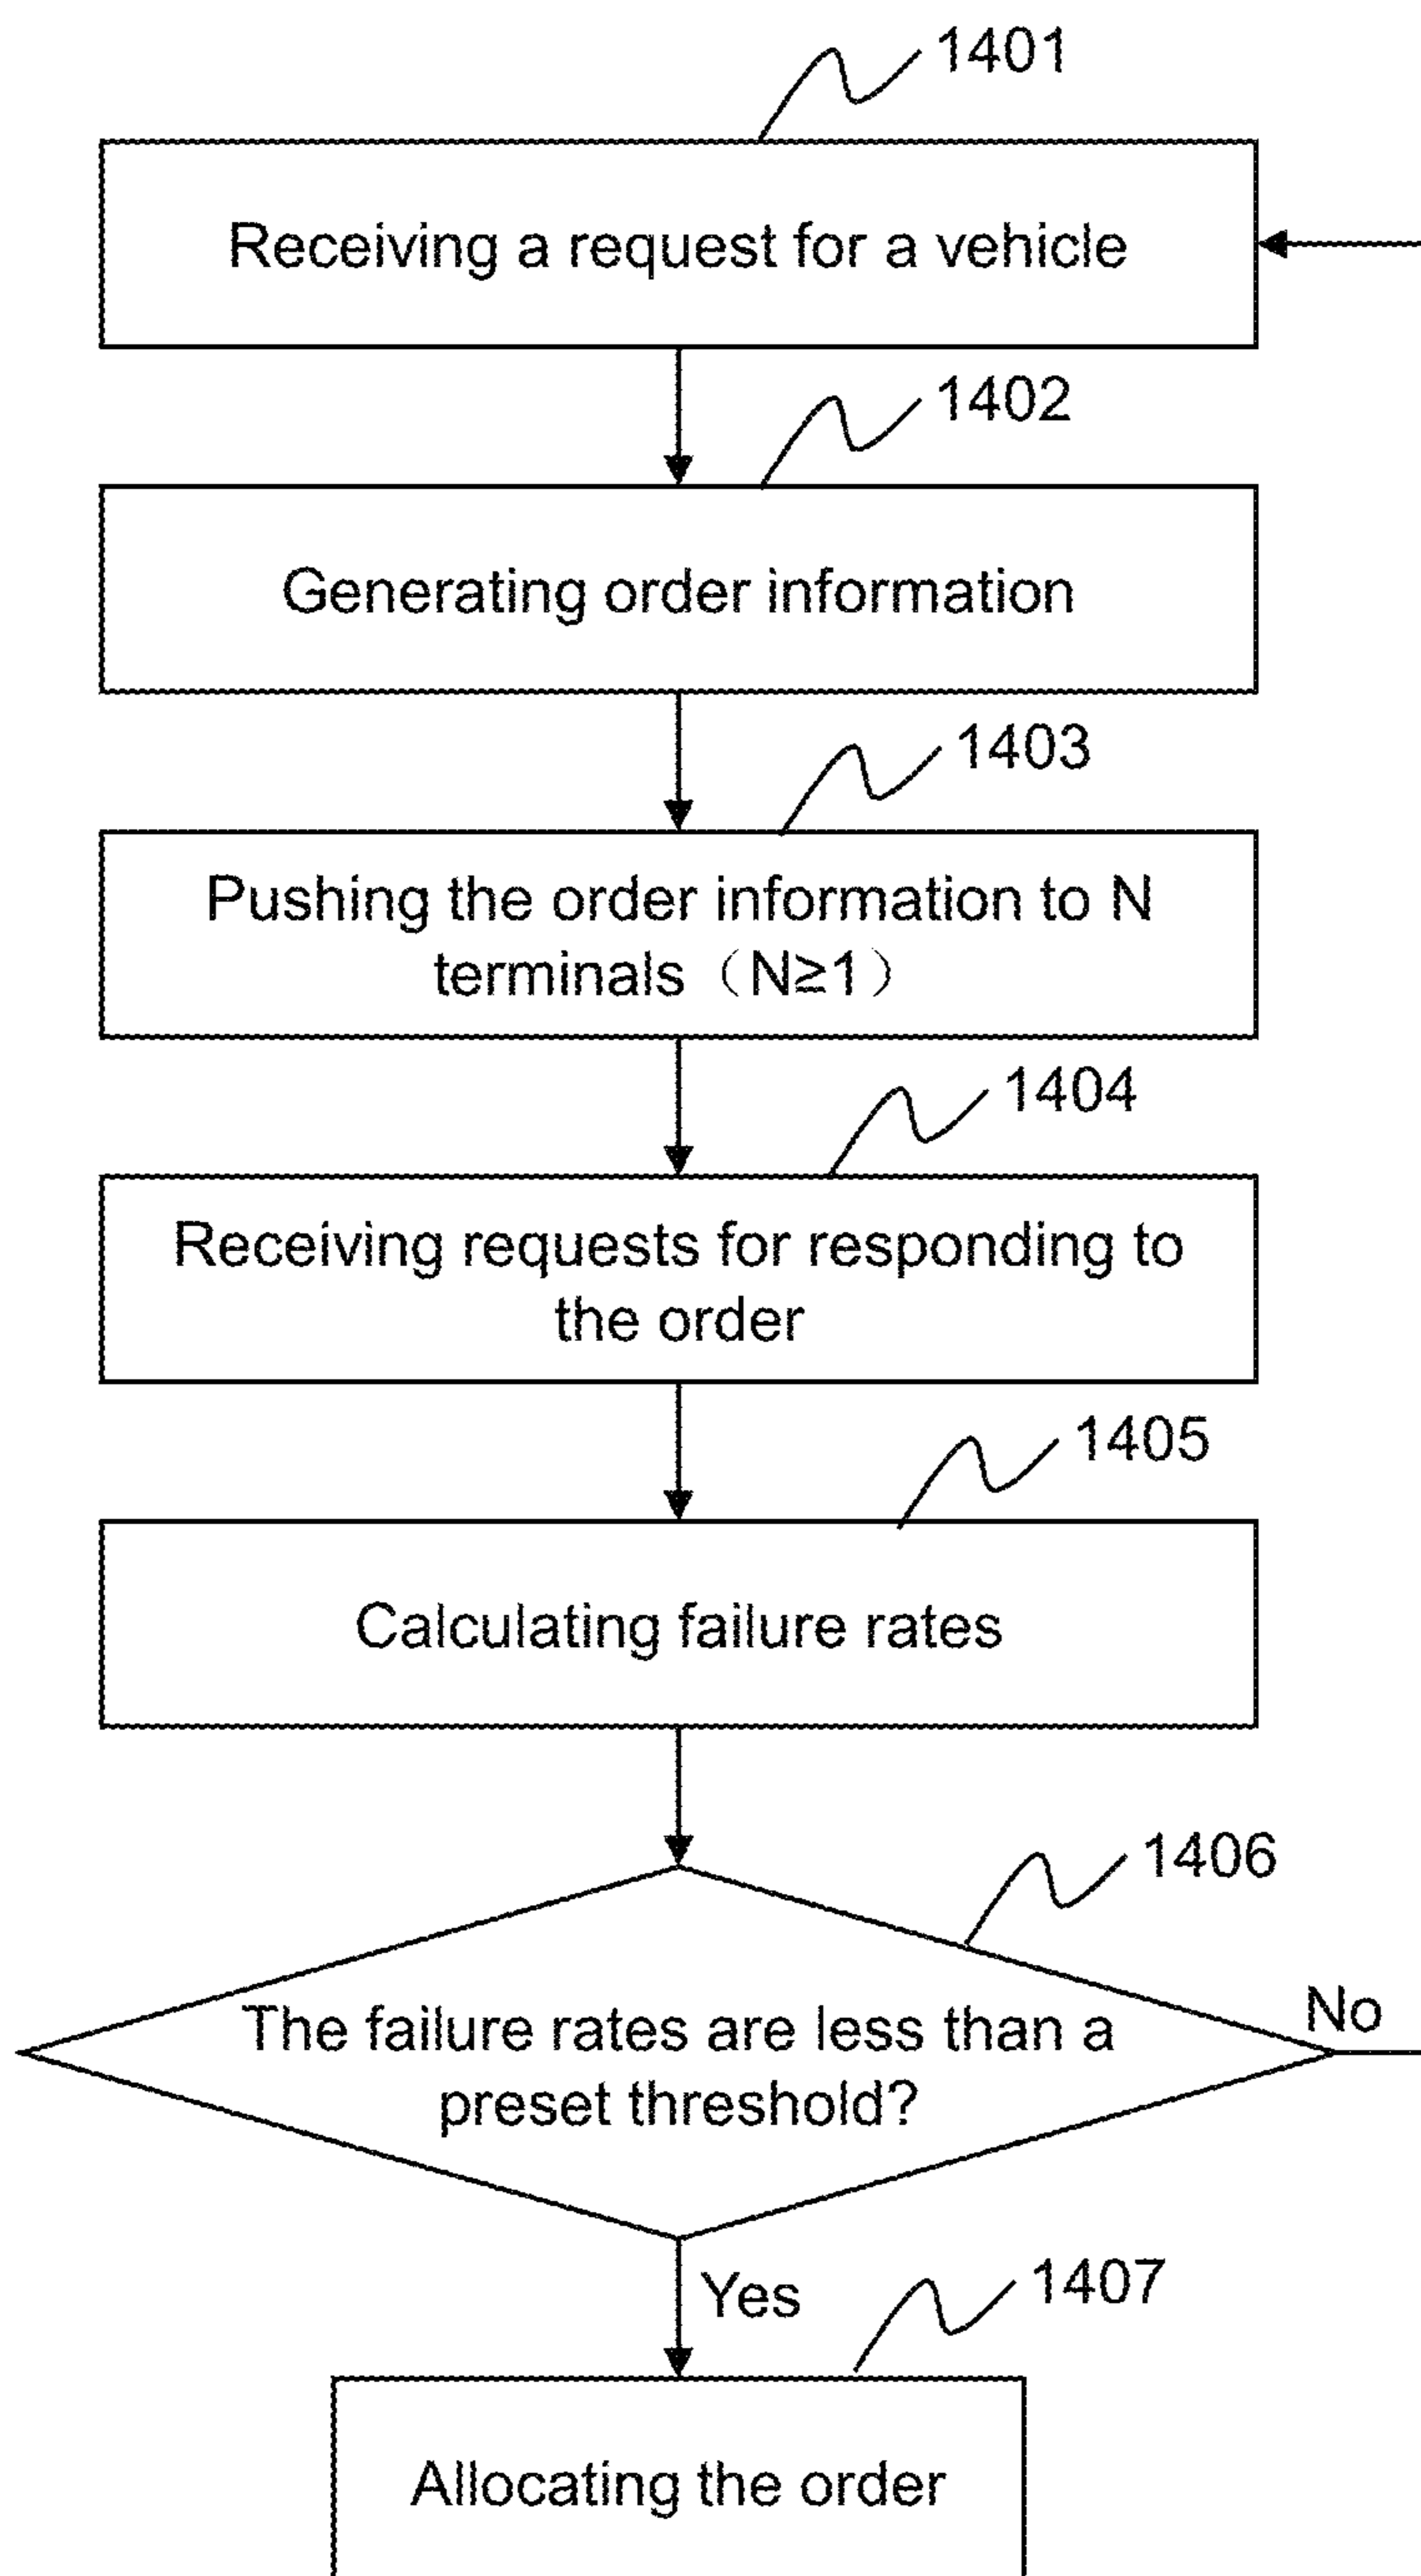 1401
Receiving a request for a vehicle
1402
Generating order information
1403
Pushing the order information to N
terminals（N≥1）
1404
Receiving requests for responding to
the order
1405
Calculating failure rates
1406
The failure rates are less than a
preset threshold?
No
Yes
1407
Allocating the order